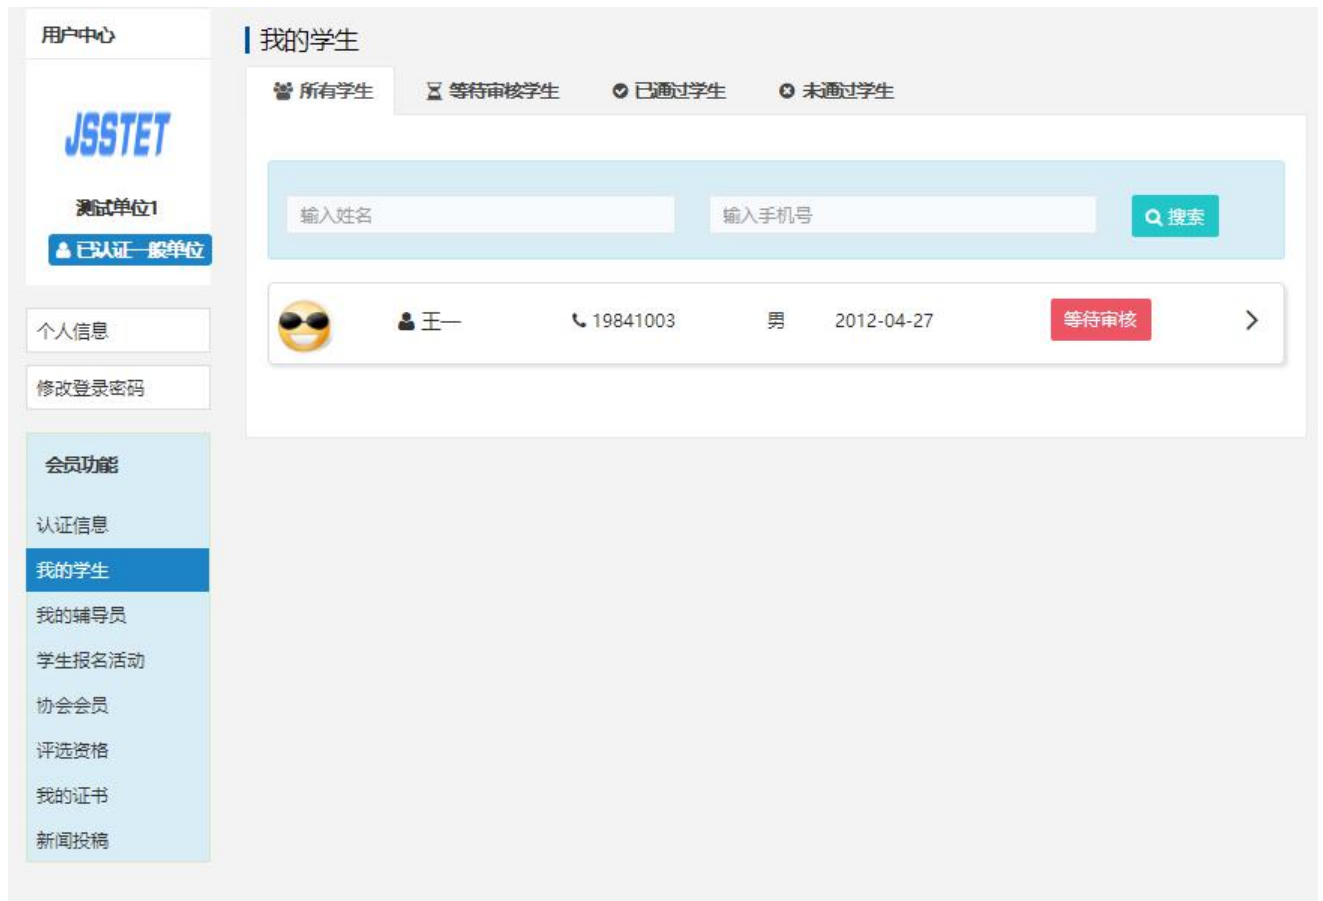 用户中心
我的学生
所有学生 等待审核学生 已通过学生 未通过学生
JSSTET
测试单位1
已认证一般单位
输入姓名 输入手机号 搜索
王一 19841003 男 2012-04-27 等待审核
个人信息
修改登录密码
会员功能
认证信息
我的学生
我的辅导员
学生报名活动
协会会员
评选资格
我的证书
新闻投稿